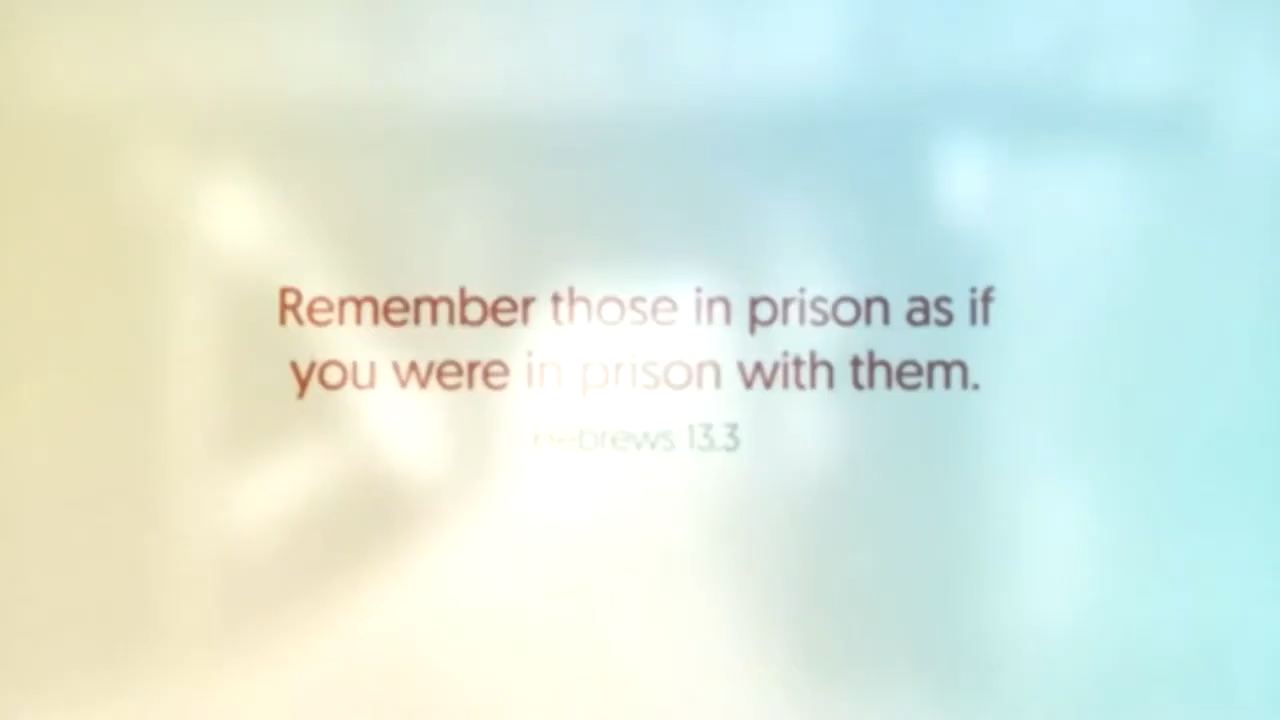 Remember those in prison as if
you were in prison with them.
Hebrews 13.3